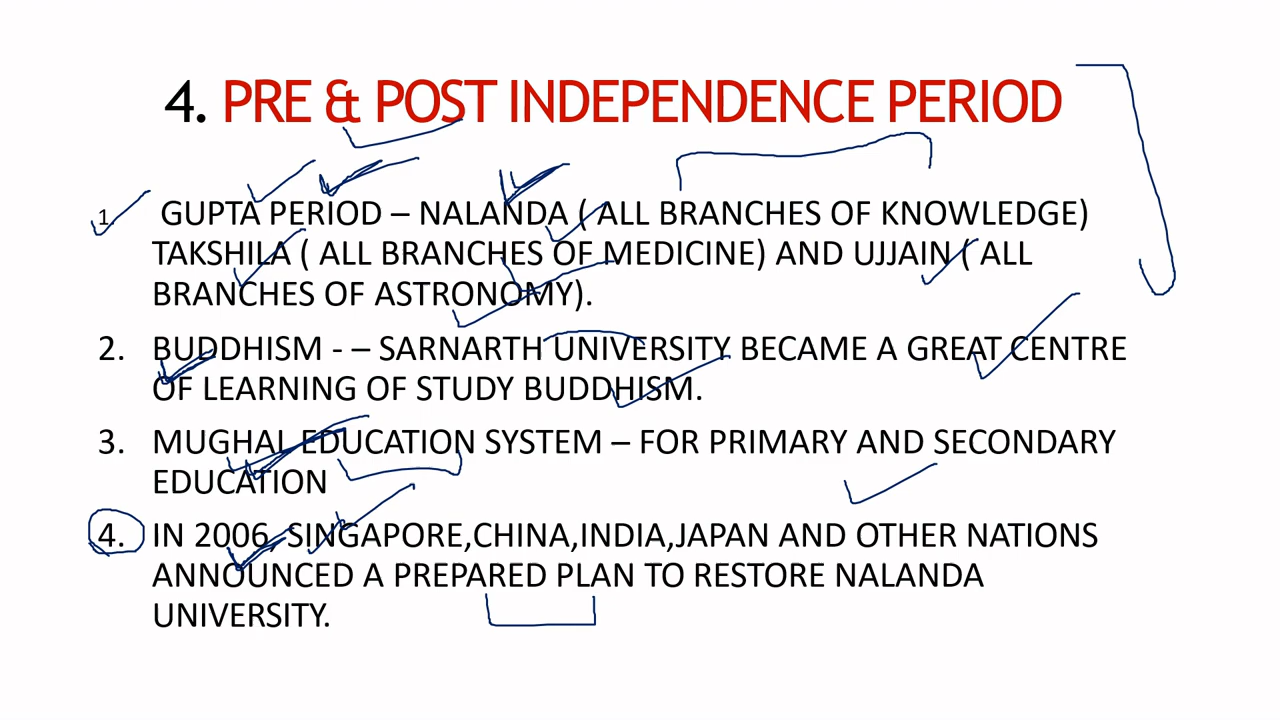 4. PRE & POST INDEPENDENCE PERIOD
1. GUPTA PERIOD – NALANDA ( ALL BRANCHES OF KNOWLEDGE)
TAKSHILA ( ALL BRANCHES OF MEDICINE) AND UJJAIN ( ALL
BRANCHES OF ASTRONOMY).
2. BUDDHISM - – SARNARTH UNIVERSITY BECAME A GREAT CENTRE
OF LEARNING OF STUDY BUDDHISM.
3. MUGHAL EDUCATION SYSTEM – FOR PRIMARY AND SECONDARY
EDUCATION
4. IN 2006, SINGAPORE,CHINA,INDIA,JAPAN AND OTHER NATIONS
ANNOUNCED A PREPARED PLAN TO RESTORE NALANDA
UNIVERSITY.